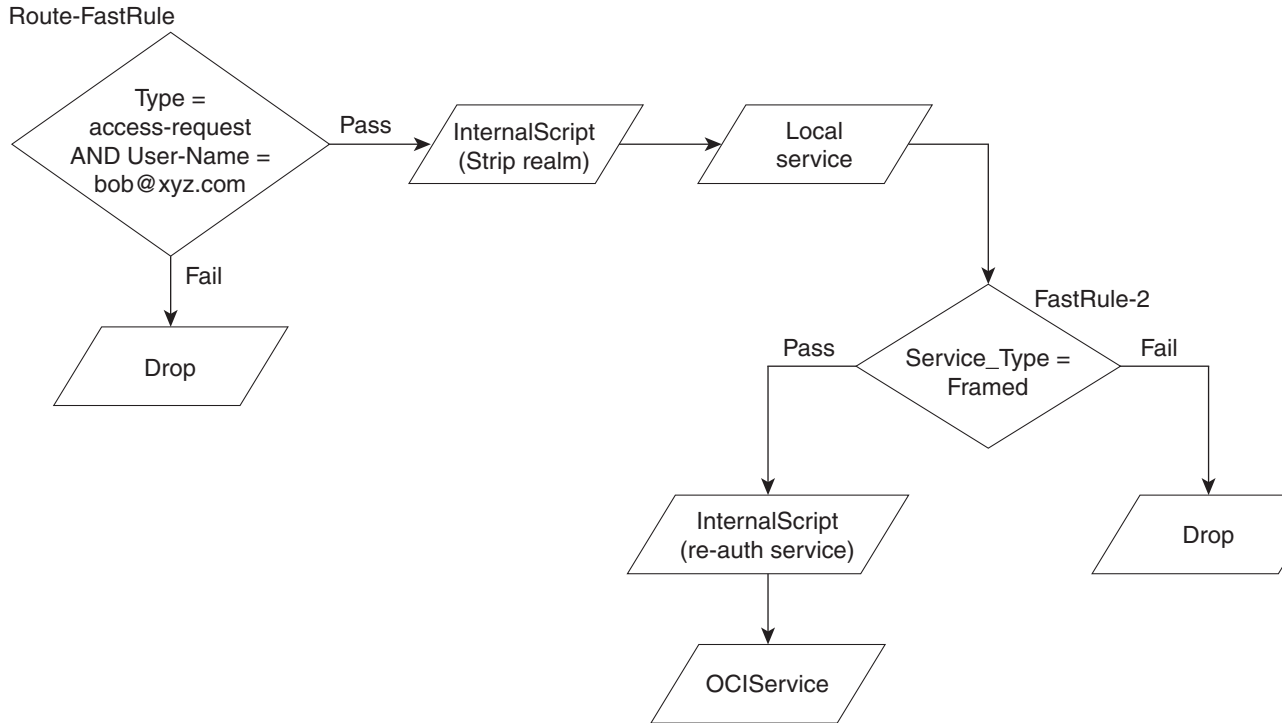 Route-FastRule
Type =
access-request
AND User-Name =
bob@xyz.com
Pass
InternalScript
(Strip realm)
Local
service
Fail
Drop
FastRule-2
Pass
Service_Type =
Framed
Fail
InternalScript
(re-auth service)
Drop
OCIService